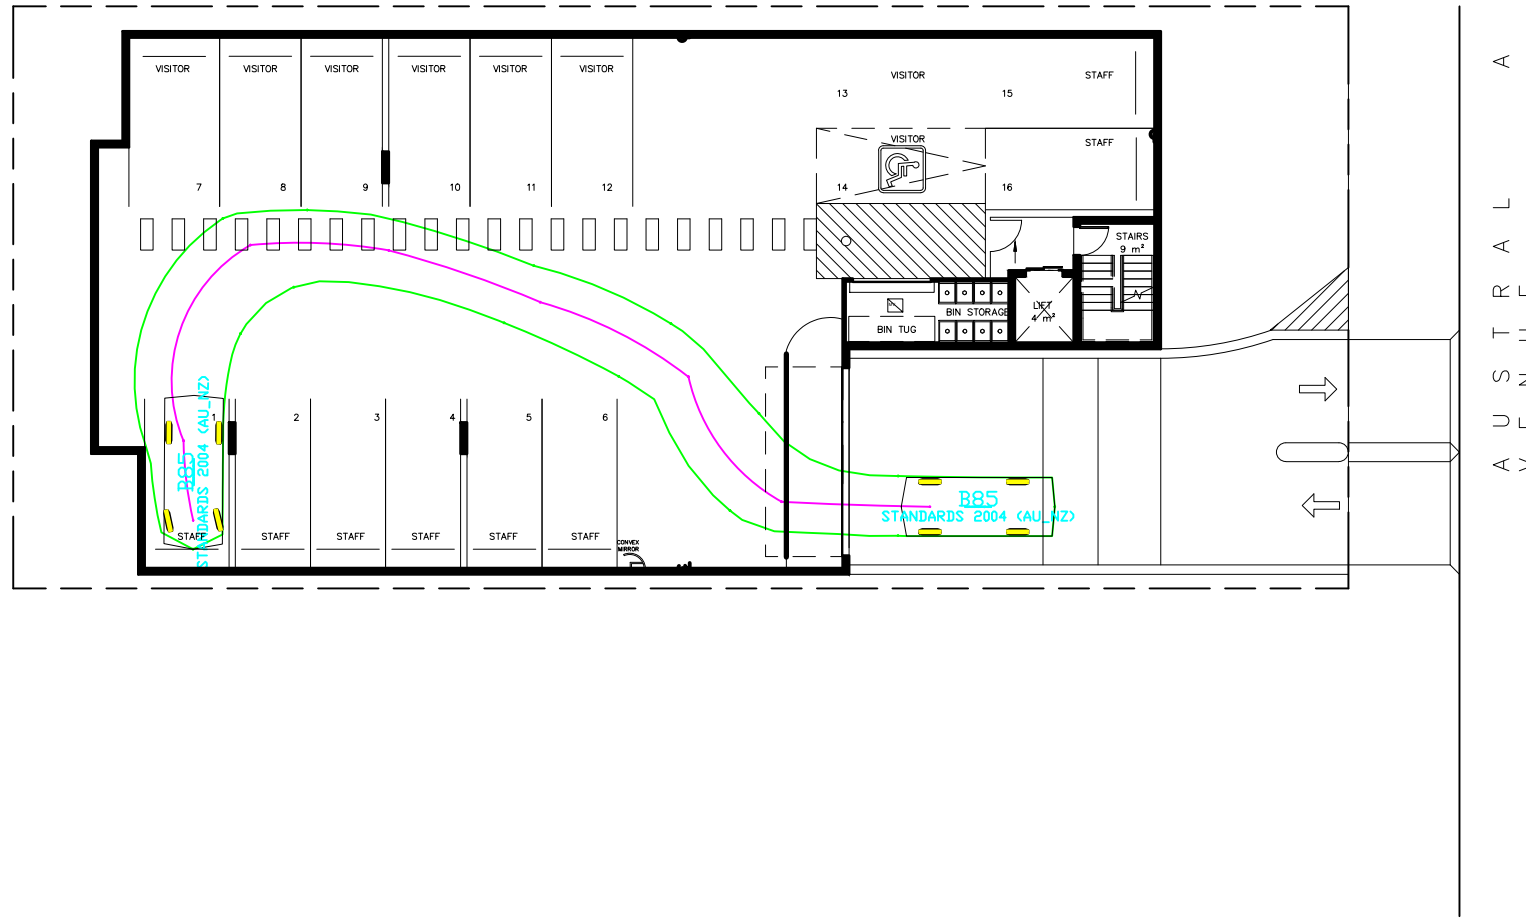 VISITOR VISITOR VISITOR VISITOR VISITOR VISITOR VISITOR STAFF
13 15
VISITOR STAFF
7 8 9 10 11 12 14 16
STAIRS
9 m²
LIFT
4 m²
BIN STORAGE
BIN TUG
1 2 3 4 5 6
B85
STANDARDS 2004 (AU_NZ)
B85
STANDARDS 2004 (AU_NZ)
STAFF STAFF STAFF STAFF STAFF STAFF
CONVEX
MIRROR
AUSTRAL A
VENUE